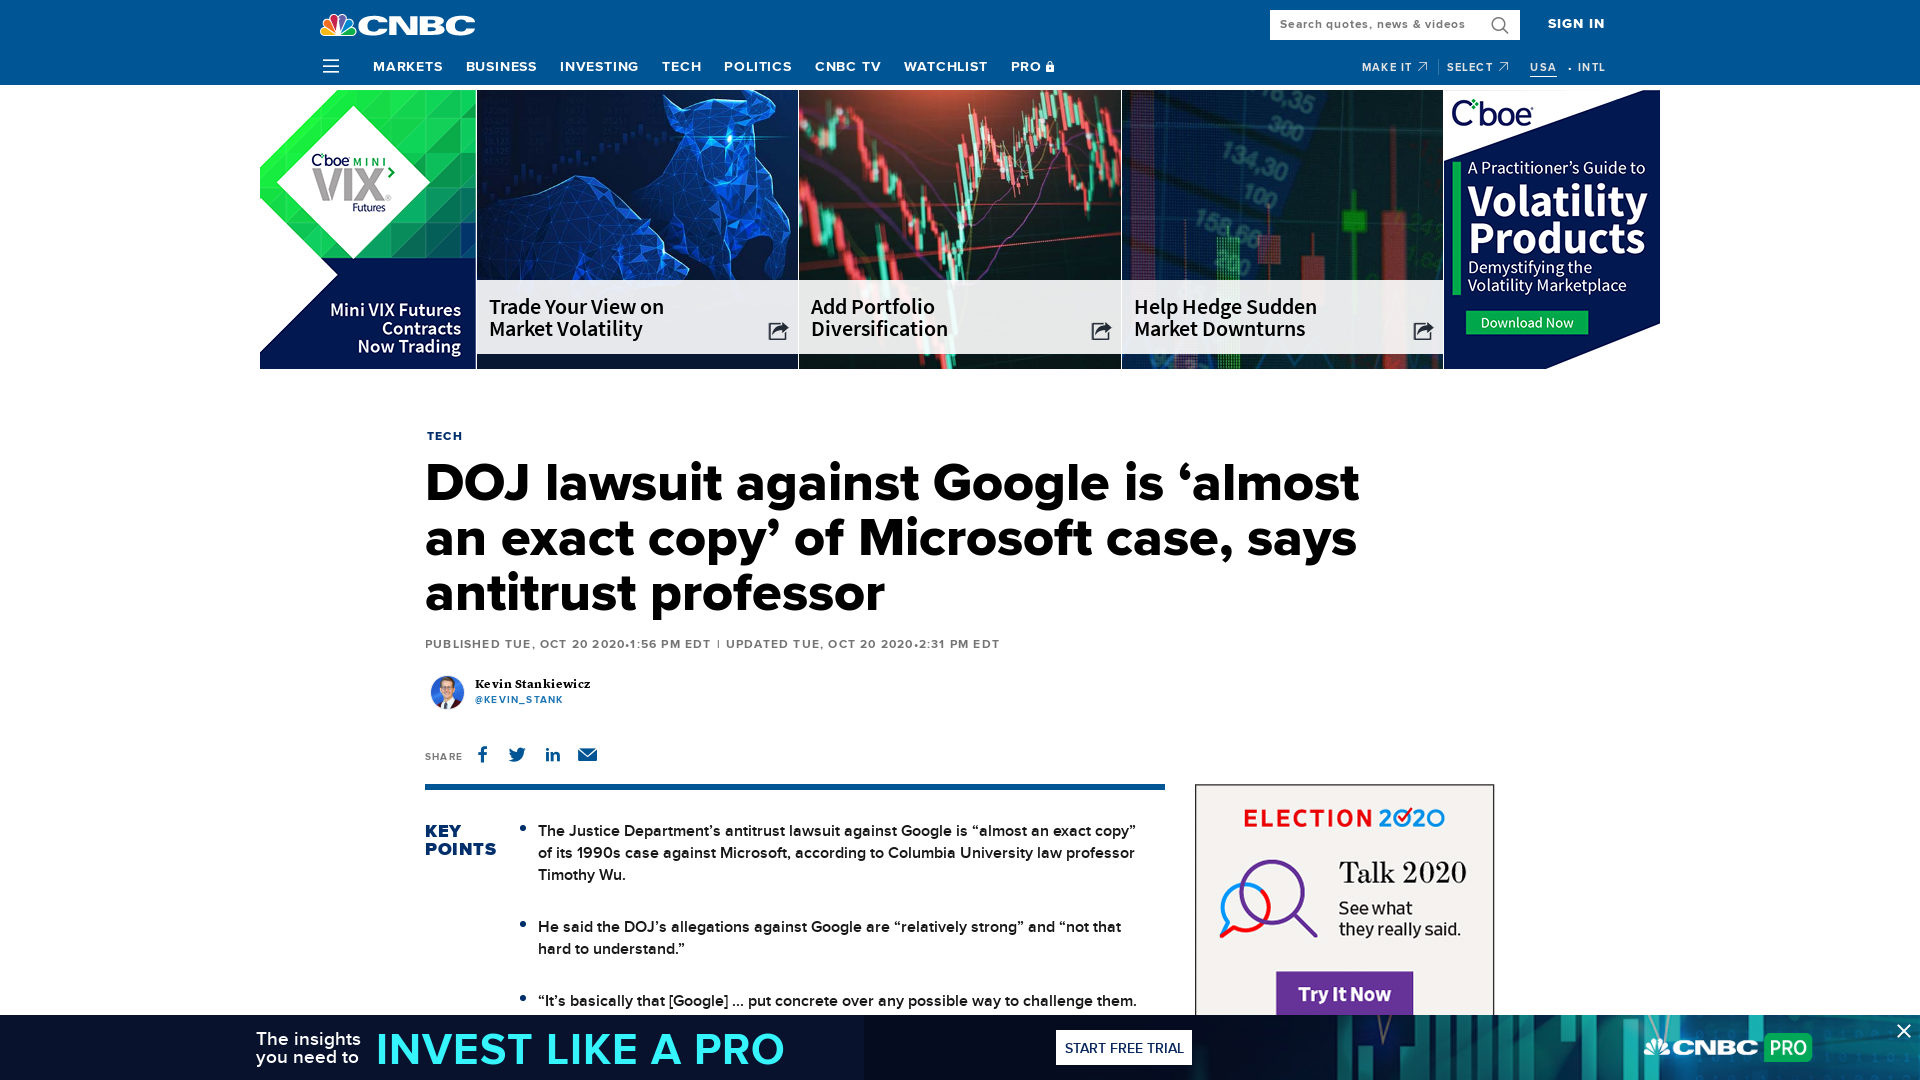 CNBC
Search quotes, news & videos
SIGN IN
MARKETS
BUSINESS
INVESTING
TECH
POLITICS
CNBC TV
WATCHLIST
PRO
MAKE IT
SELECT
USA
• INTL
Cboe MINI
VIX®
Futures
Mini VIX Futures
Contracts
Now Trading
Trade Your View on
Market Volatility
Add Portfolio
Diversification
Help Hedge Sudden
Market Downturns
Cboe
A Practitioner’s Guide to
Volatility
Products
Demystifying the
Volatility Marketplace
Download Now
TECH
DOJ lawsuit against Google is ‘almost
an exact copy’ of Microsoft case, says
antitrust professor
PUBLISHED TUE, OCT 20 2020•1:56 PM EDT | UPDATED TUE, OCT 20 2020•2:31 PM EDT
Kevin Stankiewicz
@KEVIN_STANK
SHARE
KEY
POINTS
• The Justice Department’s antitrust lawsuit against Google is “almost an exact copy”
of its 1990s case against Microsoft, according to Columbia University law professor
Timothy Wu.
• He said the DOJ’s allegations against Google are “relatively strong” and “not that
hard to understand.”
• “It’s basically that [Google] ... put concrete over any possible way to challenge them.
ELECTION 2020
Talk 2020
See what
they really said.
Try It Now
The insights
you need to
INVEST LIKE A PRO
START FREE TRIAL
CNBC PRO